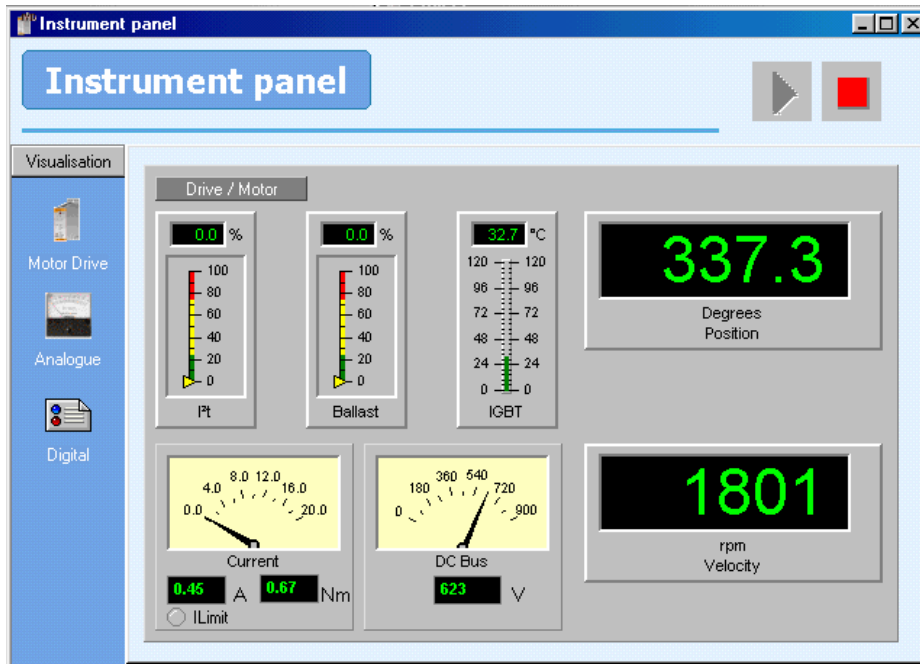 Instrument panel
Instrument panel
Visualisation
Motor Drive
Analogue
Digital
Drive / Motor
0.0 %
100
80
60
40
20
0
I²t
0.0 %
100
80
60
40
20
0
Ballast
32.7 °C
120 120
96 96
72 72
48 48
24 24
0 0
IGBT
337.3
Degrees
Position
0.0 4.0 8.0 12.0 16.0 20.0
Current
0.45 A 0.67 Nm
ILimit
0 180 360 540 720 900
DC Bus
623 V
1801
rpm
Velocity